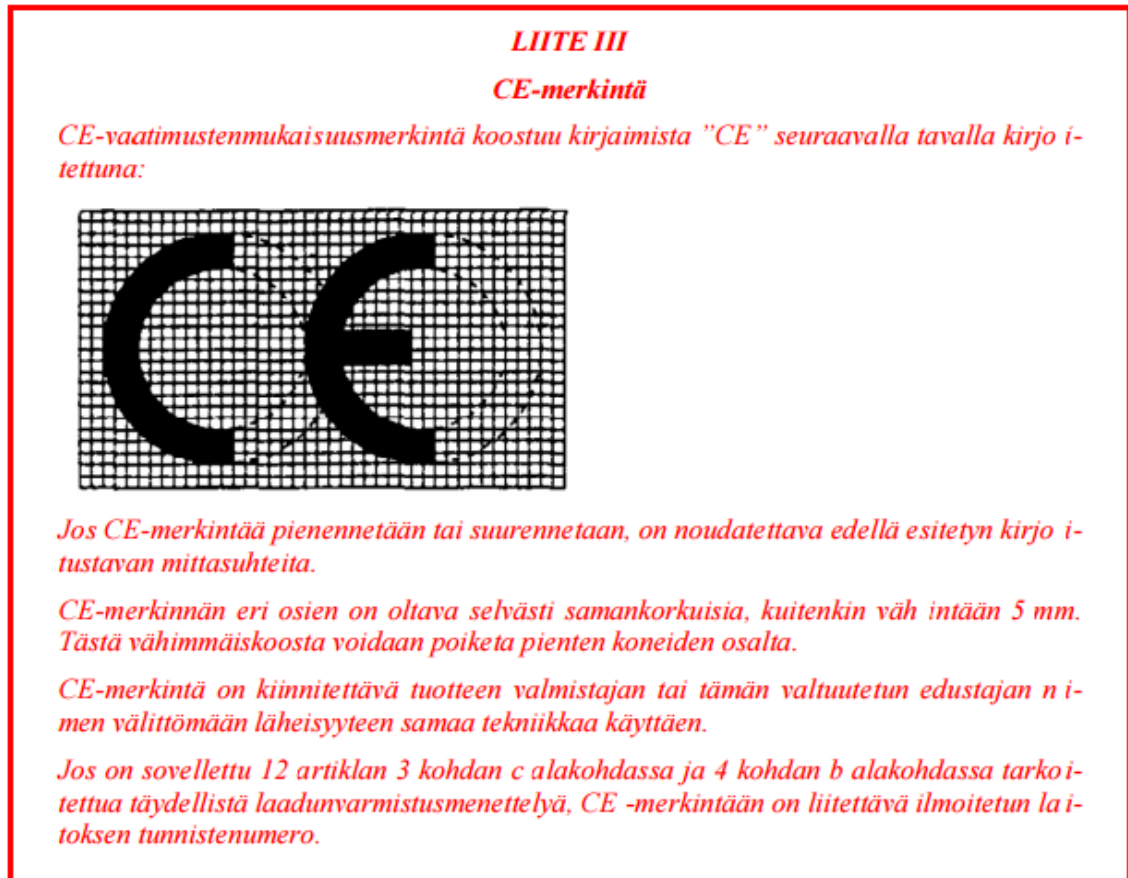 LIITE III
CE-merkintä
CE-vaatimustenmukaisuusmerkintä koostuu kirjaimista ”CE” seuraavalla tavalla kirjo i-
tettuna:
CE
Jos CE-merkintää pienennetään tai suurennetaan, on noudatettava edellä esitetyn kirjo i-
tustavan mittasuhteita.
CE-merkinnän eri osien on oltava selvästi samankorkuisia, kuitenkin väh intään 5 mm.
Tästä vähimmäiskoosta voidaan poiketa pienten koneiden osalta.
CE-merkintä on kiinnitettävä tuotteen valmistajan tai tämän valtuutetun edustajan n i-
men välittömään läheisyyteen samaa tekniikkaa käyttäen.
Jos on sovellettu 12 artiklan 3 kohdan c alakohdassa ja 4 kohdan b alakohdassa tarko i-
tettua täydellistä laadunvarmistusmenettelyä, CE -merkintään on liitettävä ilmoitetun la i-
toksen tunnistenumero.